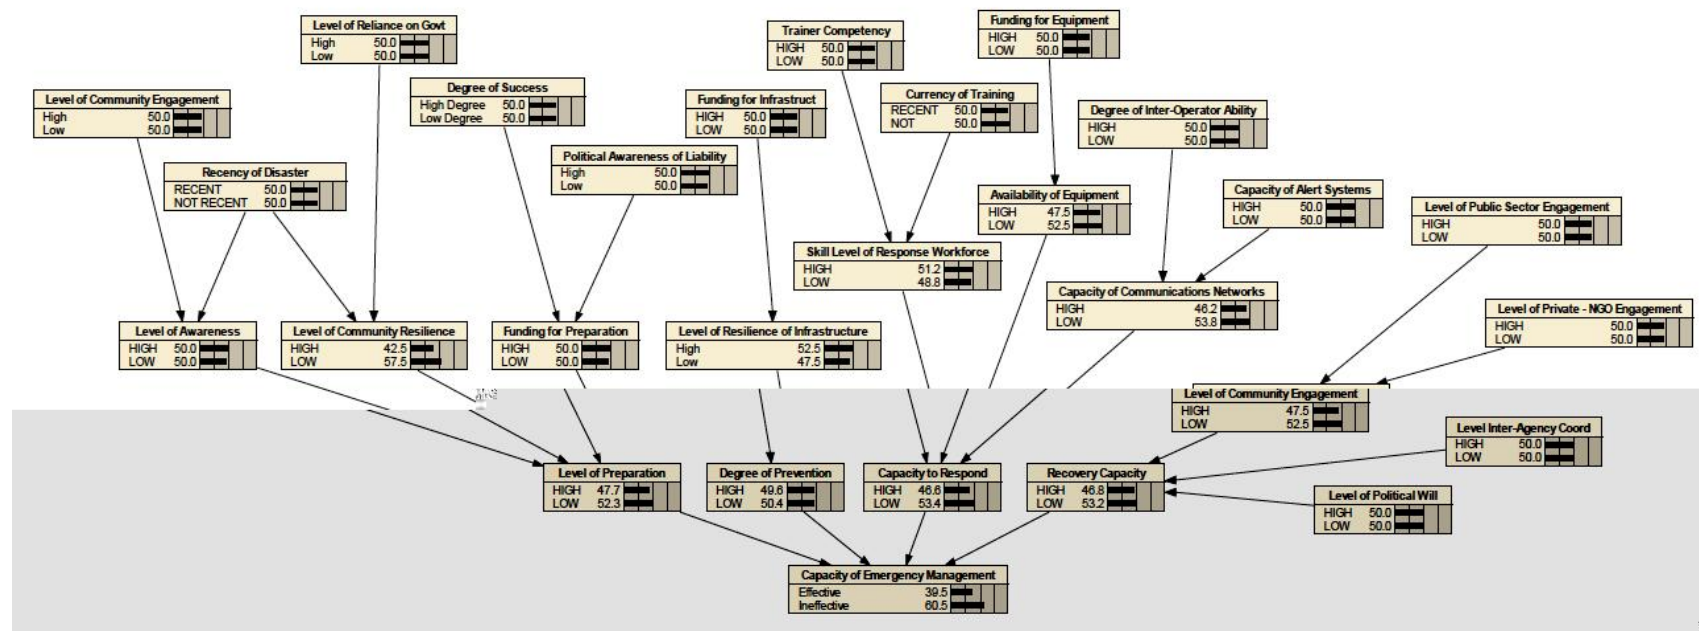 Level of Reliance on Govt
High 50.0
Low 50.0
Trainer Competency
HIGH 50.0
LOW 50.0
Funding for Equipment
HIGH 50.0
LOW 50.0
Level of Community Engagement
High 50.0
Low 50.0
Degree of Success
High Degree 50.0
Low Degree 50.0
Funding for Infrastruct
HIGH 50.0
LOW 50.0
Currency of Training
RECENT 50.0
NOT 50.0
Degree of Inter-Operator Ability
HIGH 50.0
LOW 50.0
Recency of Disaster
RECENT 50.0
NOT RECENT 50.0
Political Awareness of Liability
High 50.0
Low 50.0
Availability of Equipment
HIGH 47.5
LOW 52.5
Capacity of Alert Systems
HIGH 50.0
LOW 50.0
Level of Public Sector Engagement
HIGH 50.0
LOW 50.0
Skill Level of Response Workforce
HIGH 51.2
LOW 48.8
Capacity of Communications Networks
HIGH 46.2
LOW 53.8
Level of Private - NGO Engagement
HIGH 50.0
LOW 50.0
Level of Awareness
HIGH 50.0
LOW 50.0
Level of Community Resilience
HIGH 42.5
LOW 57.5
Funding for Preparation
HIGH 50.0
LOW 50.0
Level of Resilience of Infrastructure
High 52.5
Low 47.5
Level of Community Engagement
HIGH 47.5
LOW 52.5
Level Inter-Agency Coord
HIGH 50.0
LOW 50.0
Level of Preparation
HIGH 47.7
LOW 52.3
Degree of Prevention
HIGH 49.6
LOW 50.4
Capacity to Respond
HIGH 46.6
LOW 53.4
Recovery Capacity
HIGH 46.8
LOW 53.2
Level of Political Will
HIGH 50.0
LOW 50.0
Capacity of Emergency Management
Effective 39.5
Ineffective 60.5